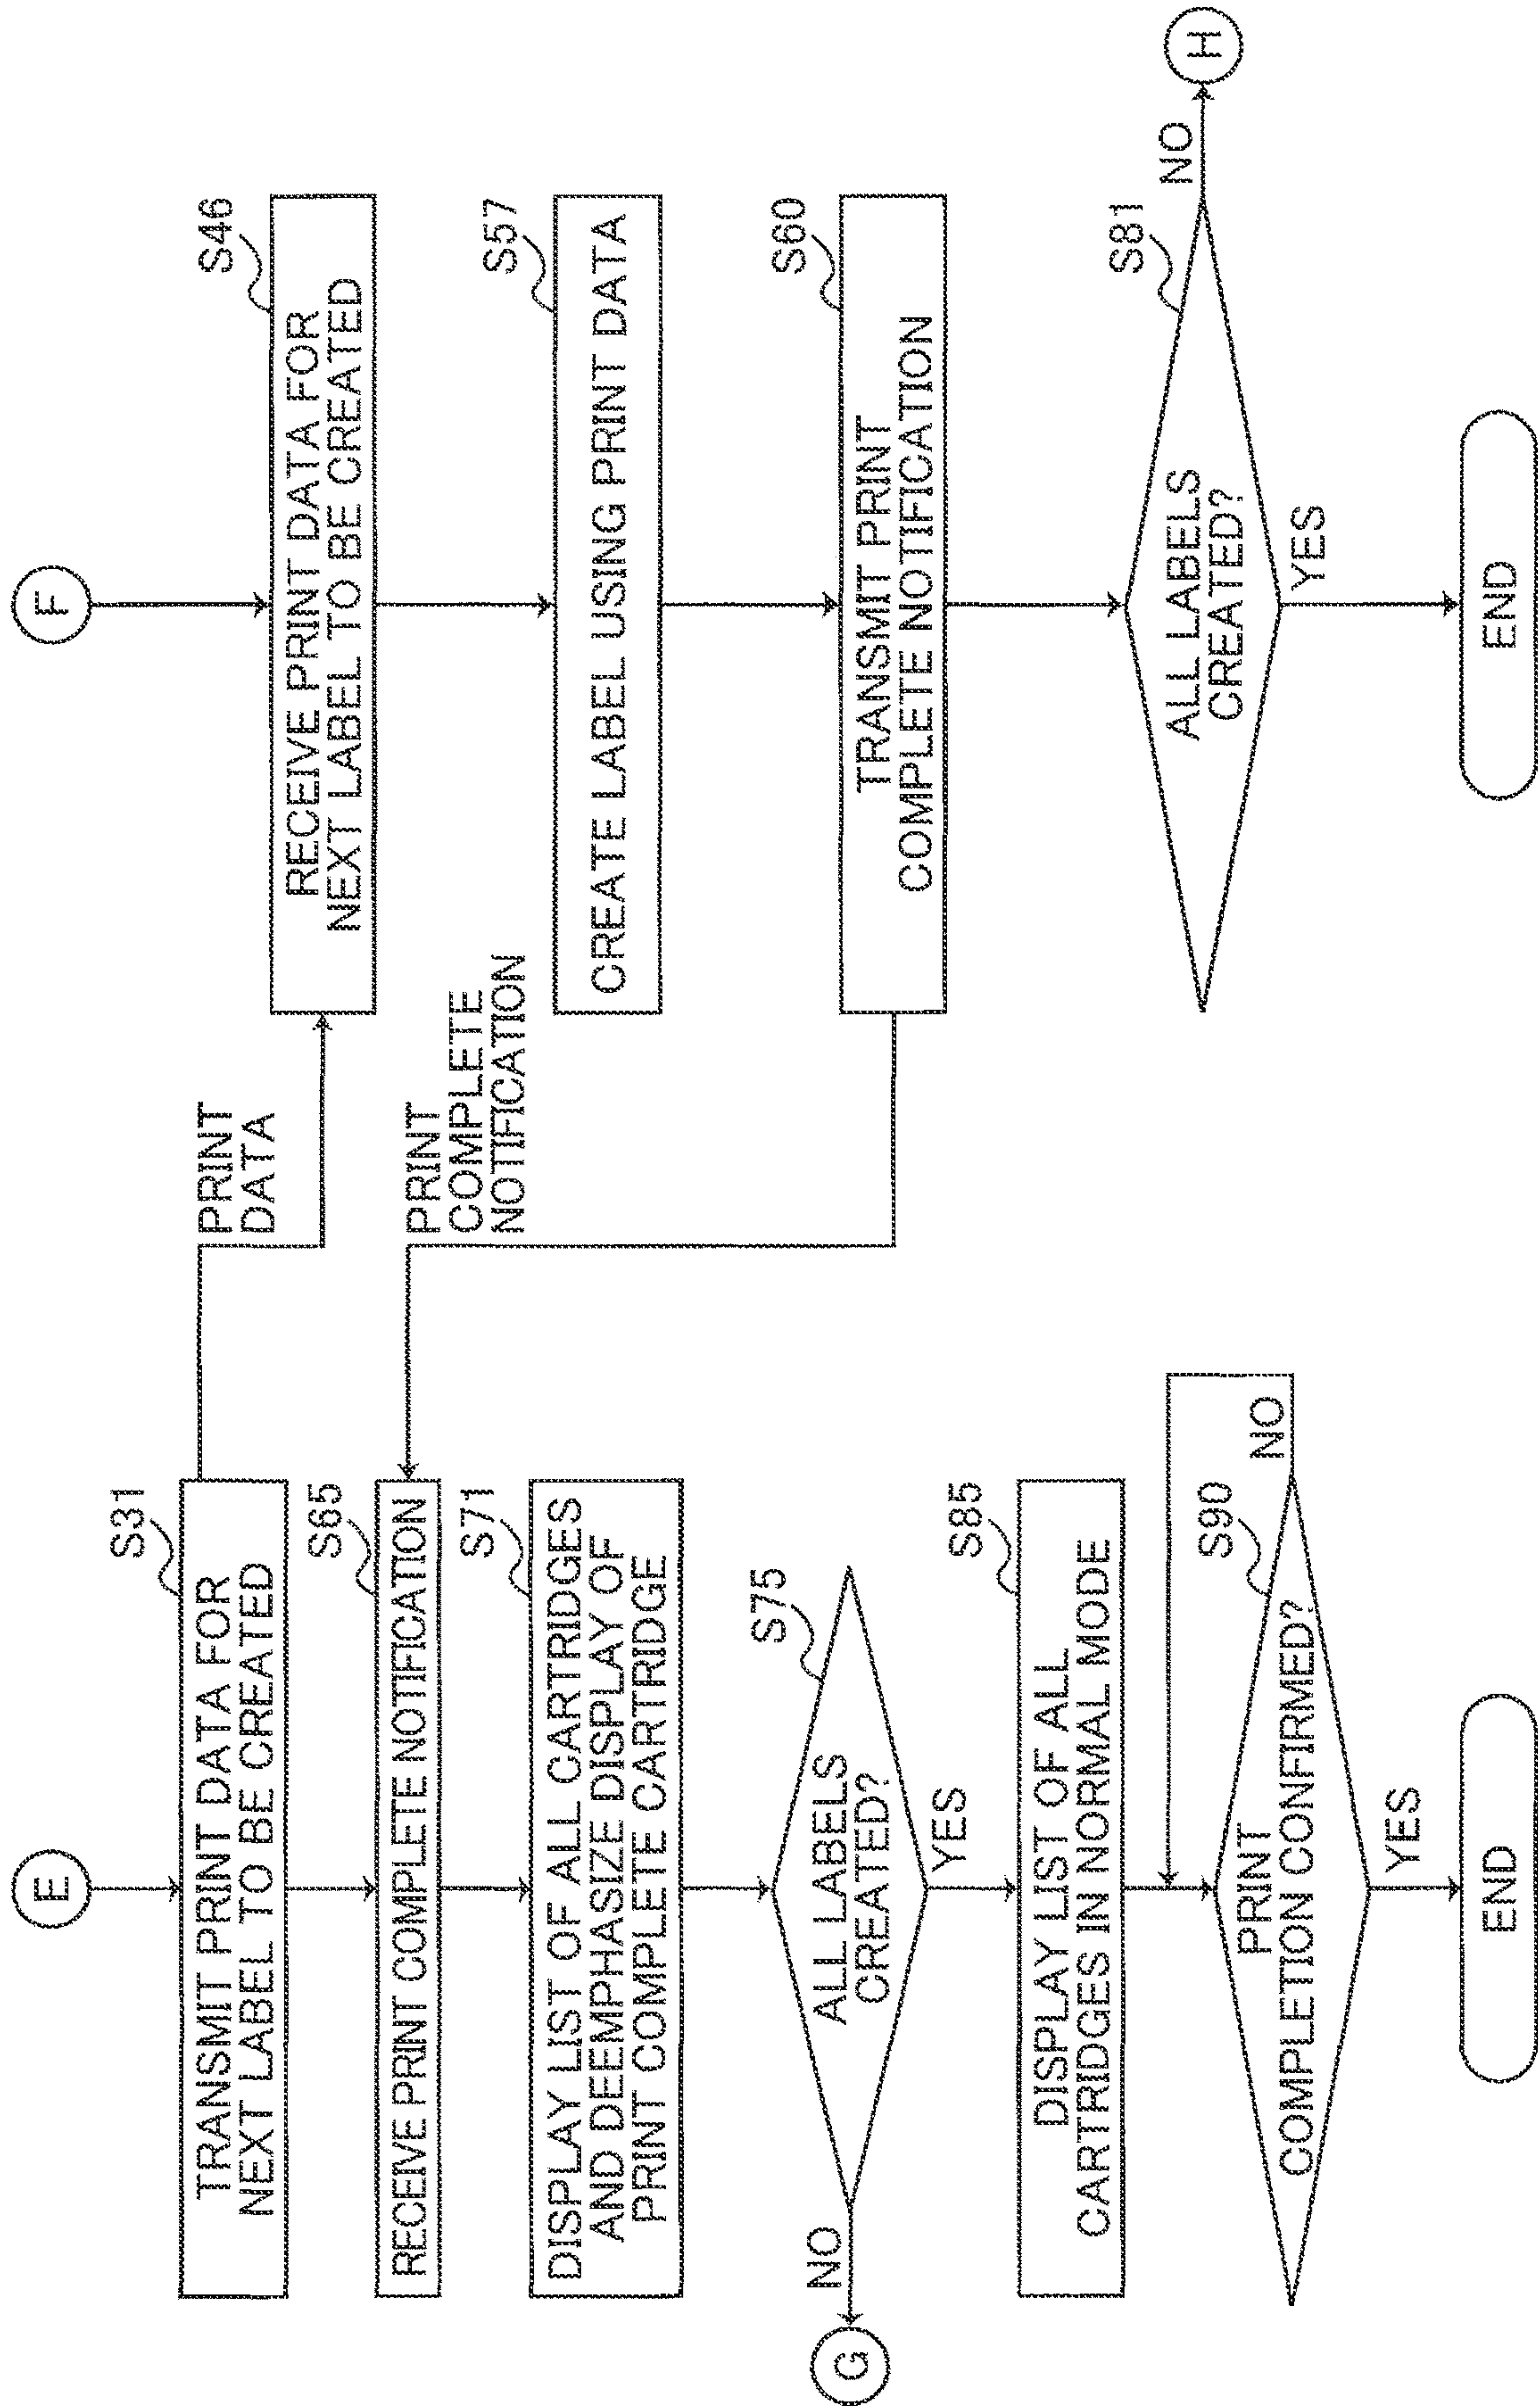 E
S31
TRANSMIT PRINT DATA FOR
NEXT LABEL TO BE CREATED
PRINT
DATA
S65
RECEIVE PRINT COMPLETE NOTIFICATION
PRINT
COMPLETE
NOTIFICATION
S71
DISPLAY LIST OF ALL CARTRIDGES
AND DEEMPHASIZE DISPLAY OF
PRINT COMPLETE CARTRIDGE
S75
ALL LABELS
CREATED?
NO
G
YES
S85
DISPLAY LIST OF ALL
CARTRIDGES IN NORMAL MODE
S90
PRINT
COMPLETION CONFIRMED?
NO
YES
END
F
S46
RECEIVE PRINT DATA FOR
NEXT LABEL TO BE CREATED
S57
CREATE LABEL USING PRINT DATA
S60
TRANSMIT PRINT
COMPLETE NOTIFICATION
S81
ALL LABELS
CREATED?
NO
H
YES
END